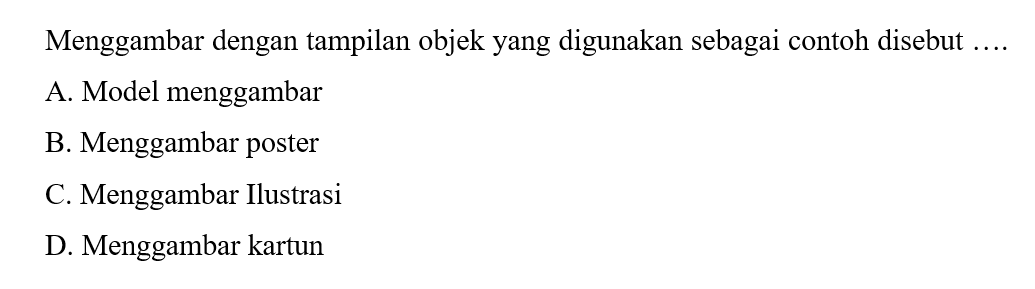 Menggambar dengan tampilan objek yang digunakan sebagai contoh disebut ….
A. Model menggambar
B. Menggambar poster
C. Menggambar Ilustrasi
D. Menggambar kartun